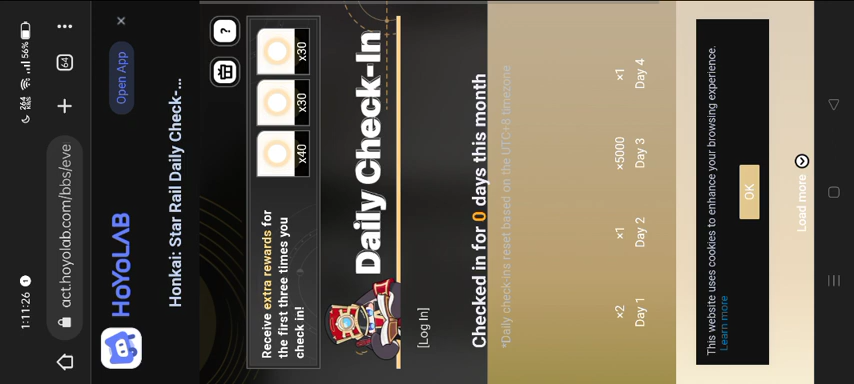 1:11:26
264 KB/s
56%
act.hoyolab.com/bbs/eve
64
HOYOLAB
Open App
Honkai: Star Rail Daily Check-...
Receive extra rewards for
the first three times you
check in!
x40
x30
x30
?
Daily Check-In
[Log In]
Checked in for 0 days this month
*Daily check-ins reset based on the UTC+8 timezone
×2
×1
×5000
×1
Day 1
Day 2
Day 3
Day 4
This website uses cookies to enhance your browsing experience.
Learn more
OK
Load more